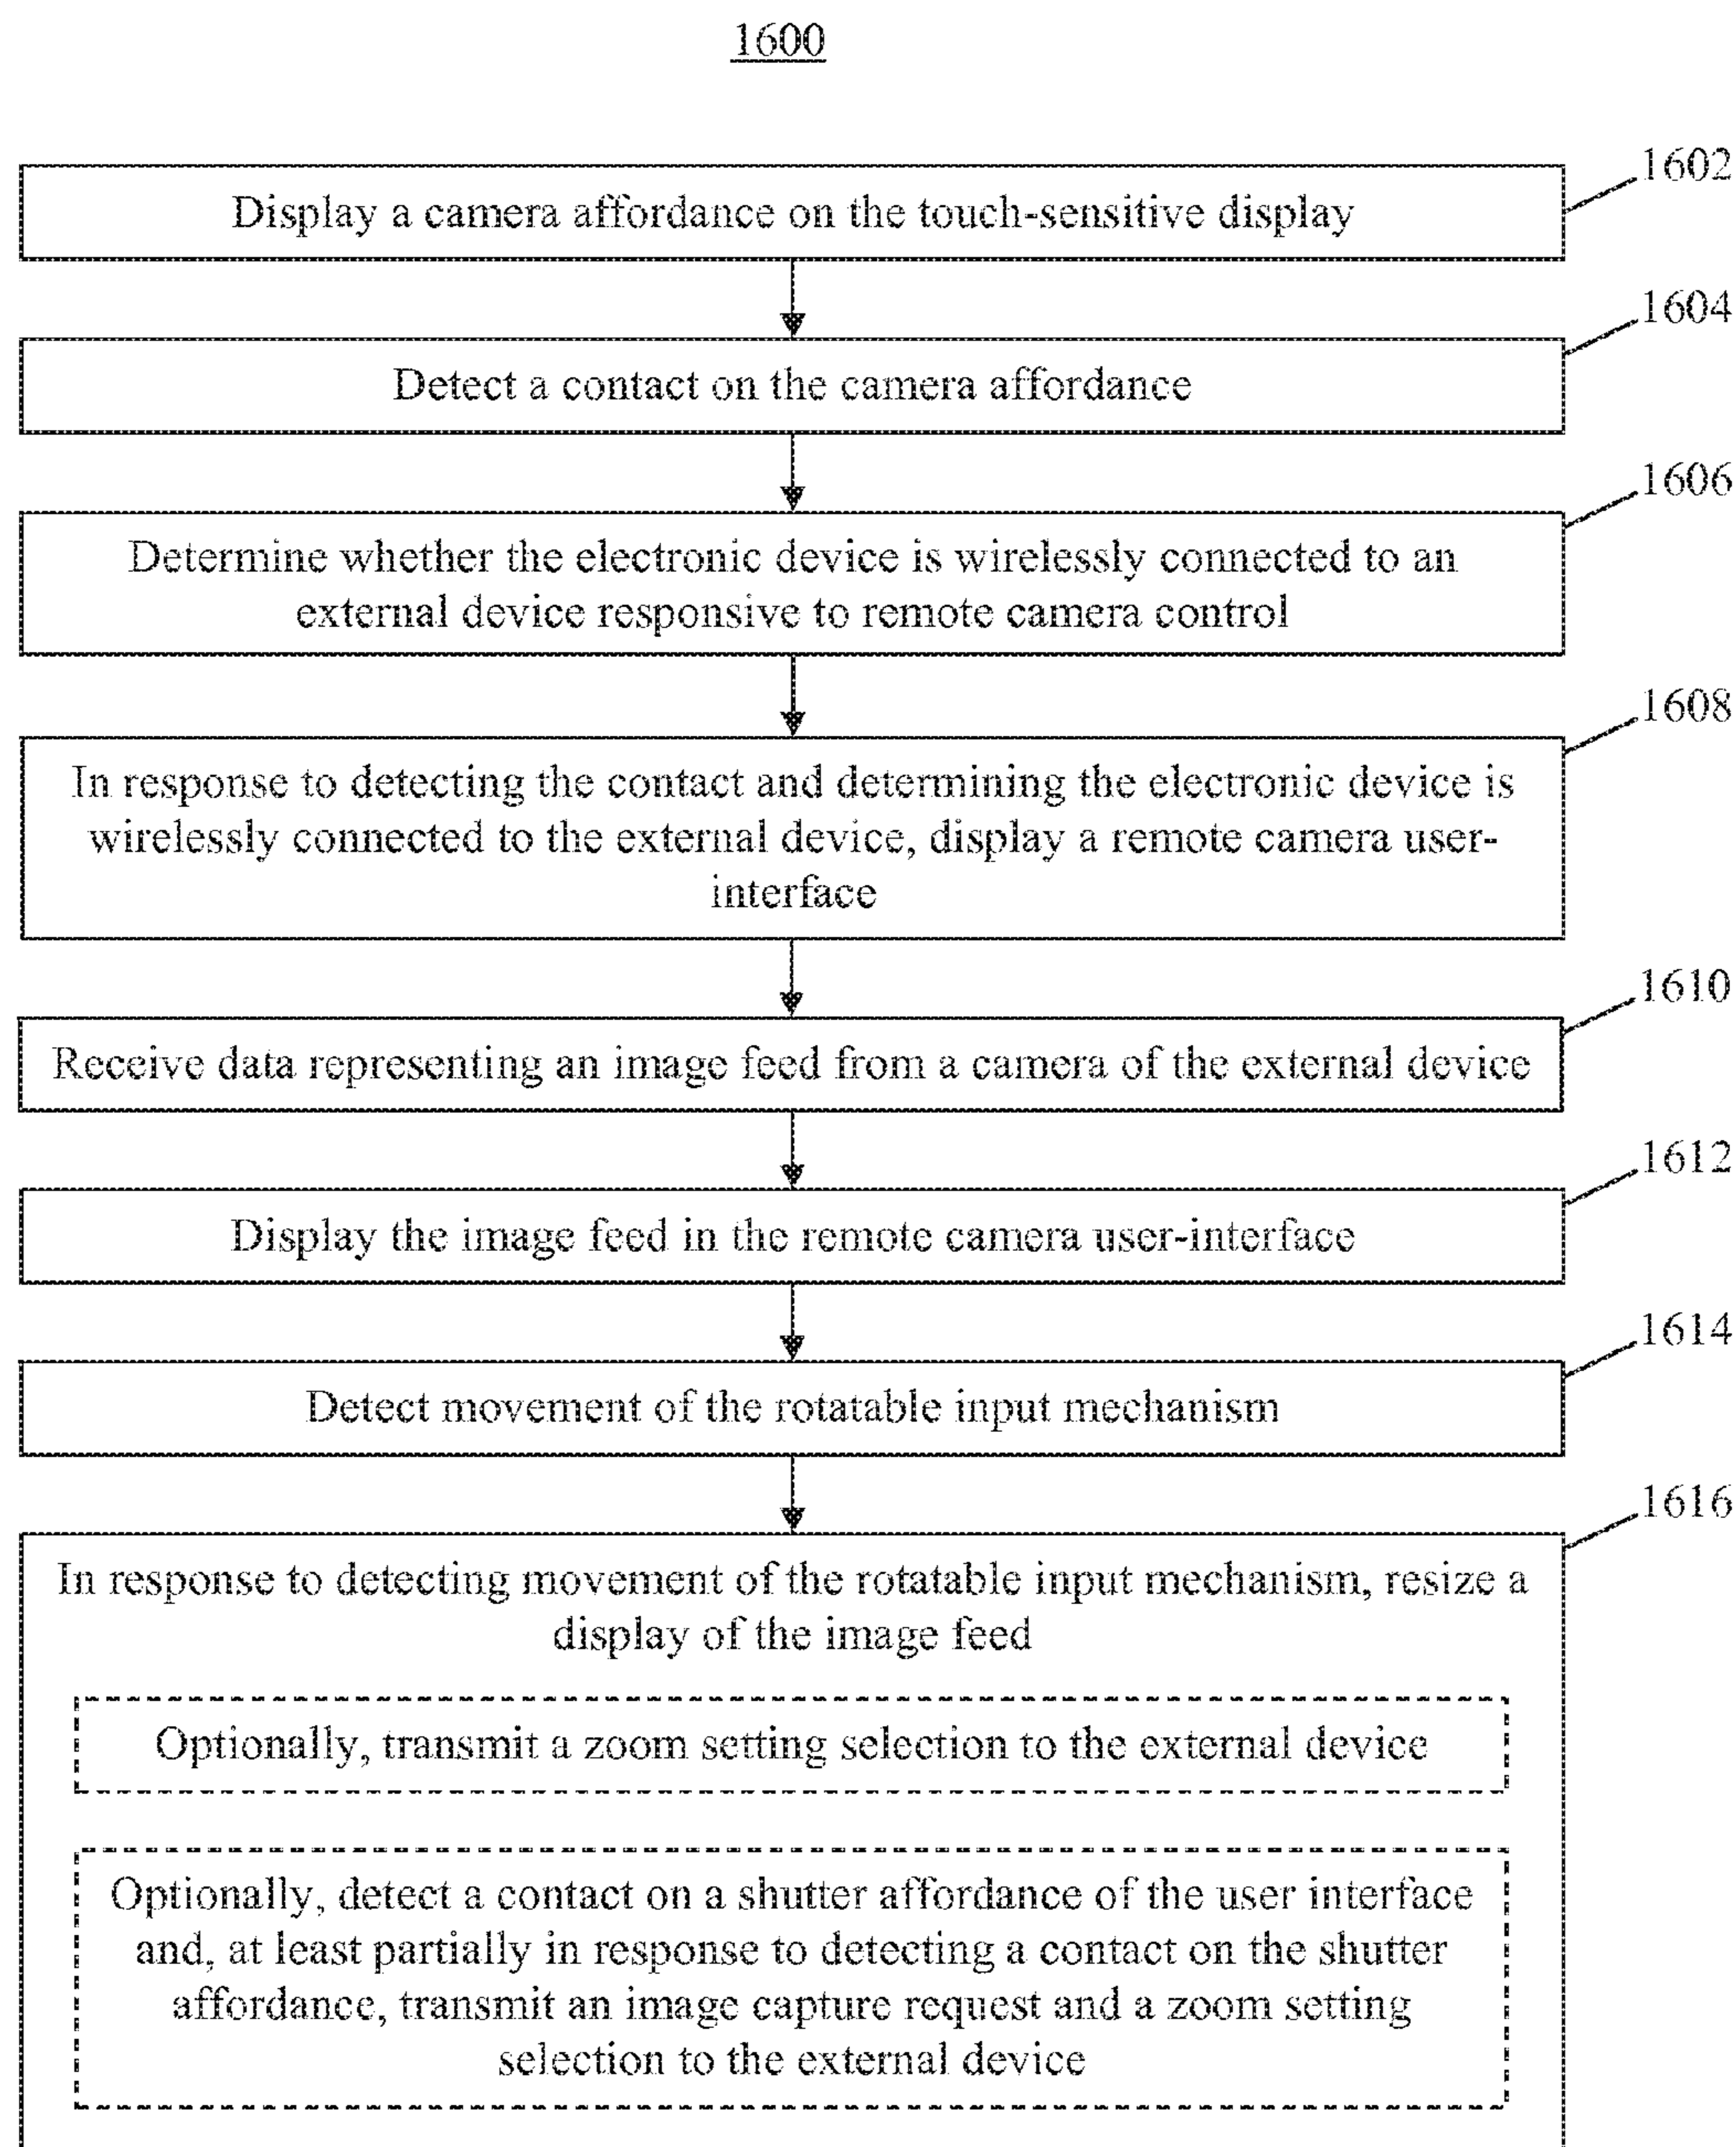 1600
1602
Display a camera affordance on the touch-sensitive display
1604
Detect a contact on the camera affordance
1606
Determine whether the electronic device is wirelessly connected to an
external device responsive to remote camera control
1608
In response to detecting the contact and determining the electronic device is
wirelessly connected to the external device, display a remote camera user-
interface
1610
Receive data representing an image feed from a camera of the external device
1612
Display the image feed in the remote camera user-interface
1614
Detect movement of the rotatable input mechanism
1616
In response to detecting movement of the rotatable input mechanism, resize a
display of the image feed
Optionally, transmit a zoom setting selection to the external device
Optionally, detect a contact on a shutter affordance of the user interface
and, at least partially in response to detecting a contact on the shutter
affordance, transmit an image capture request and a zoom setting
selection to the external device